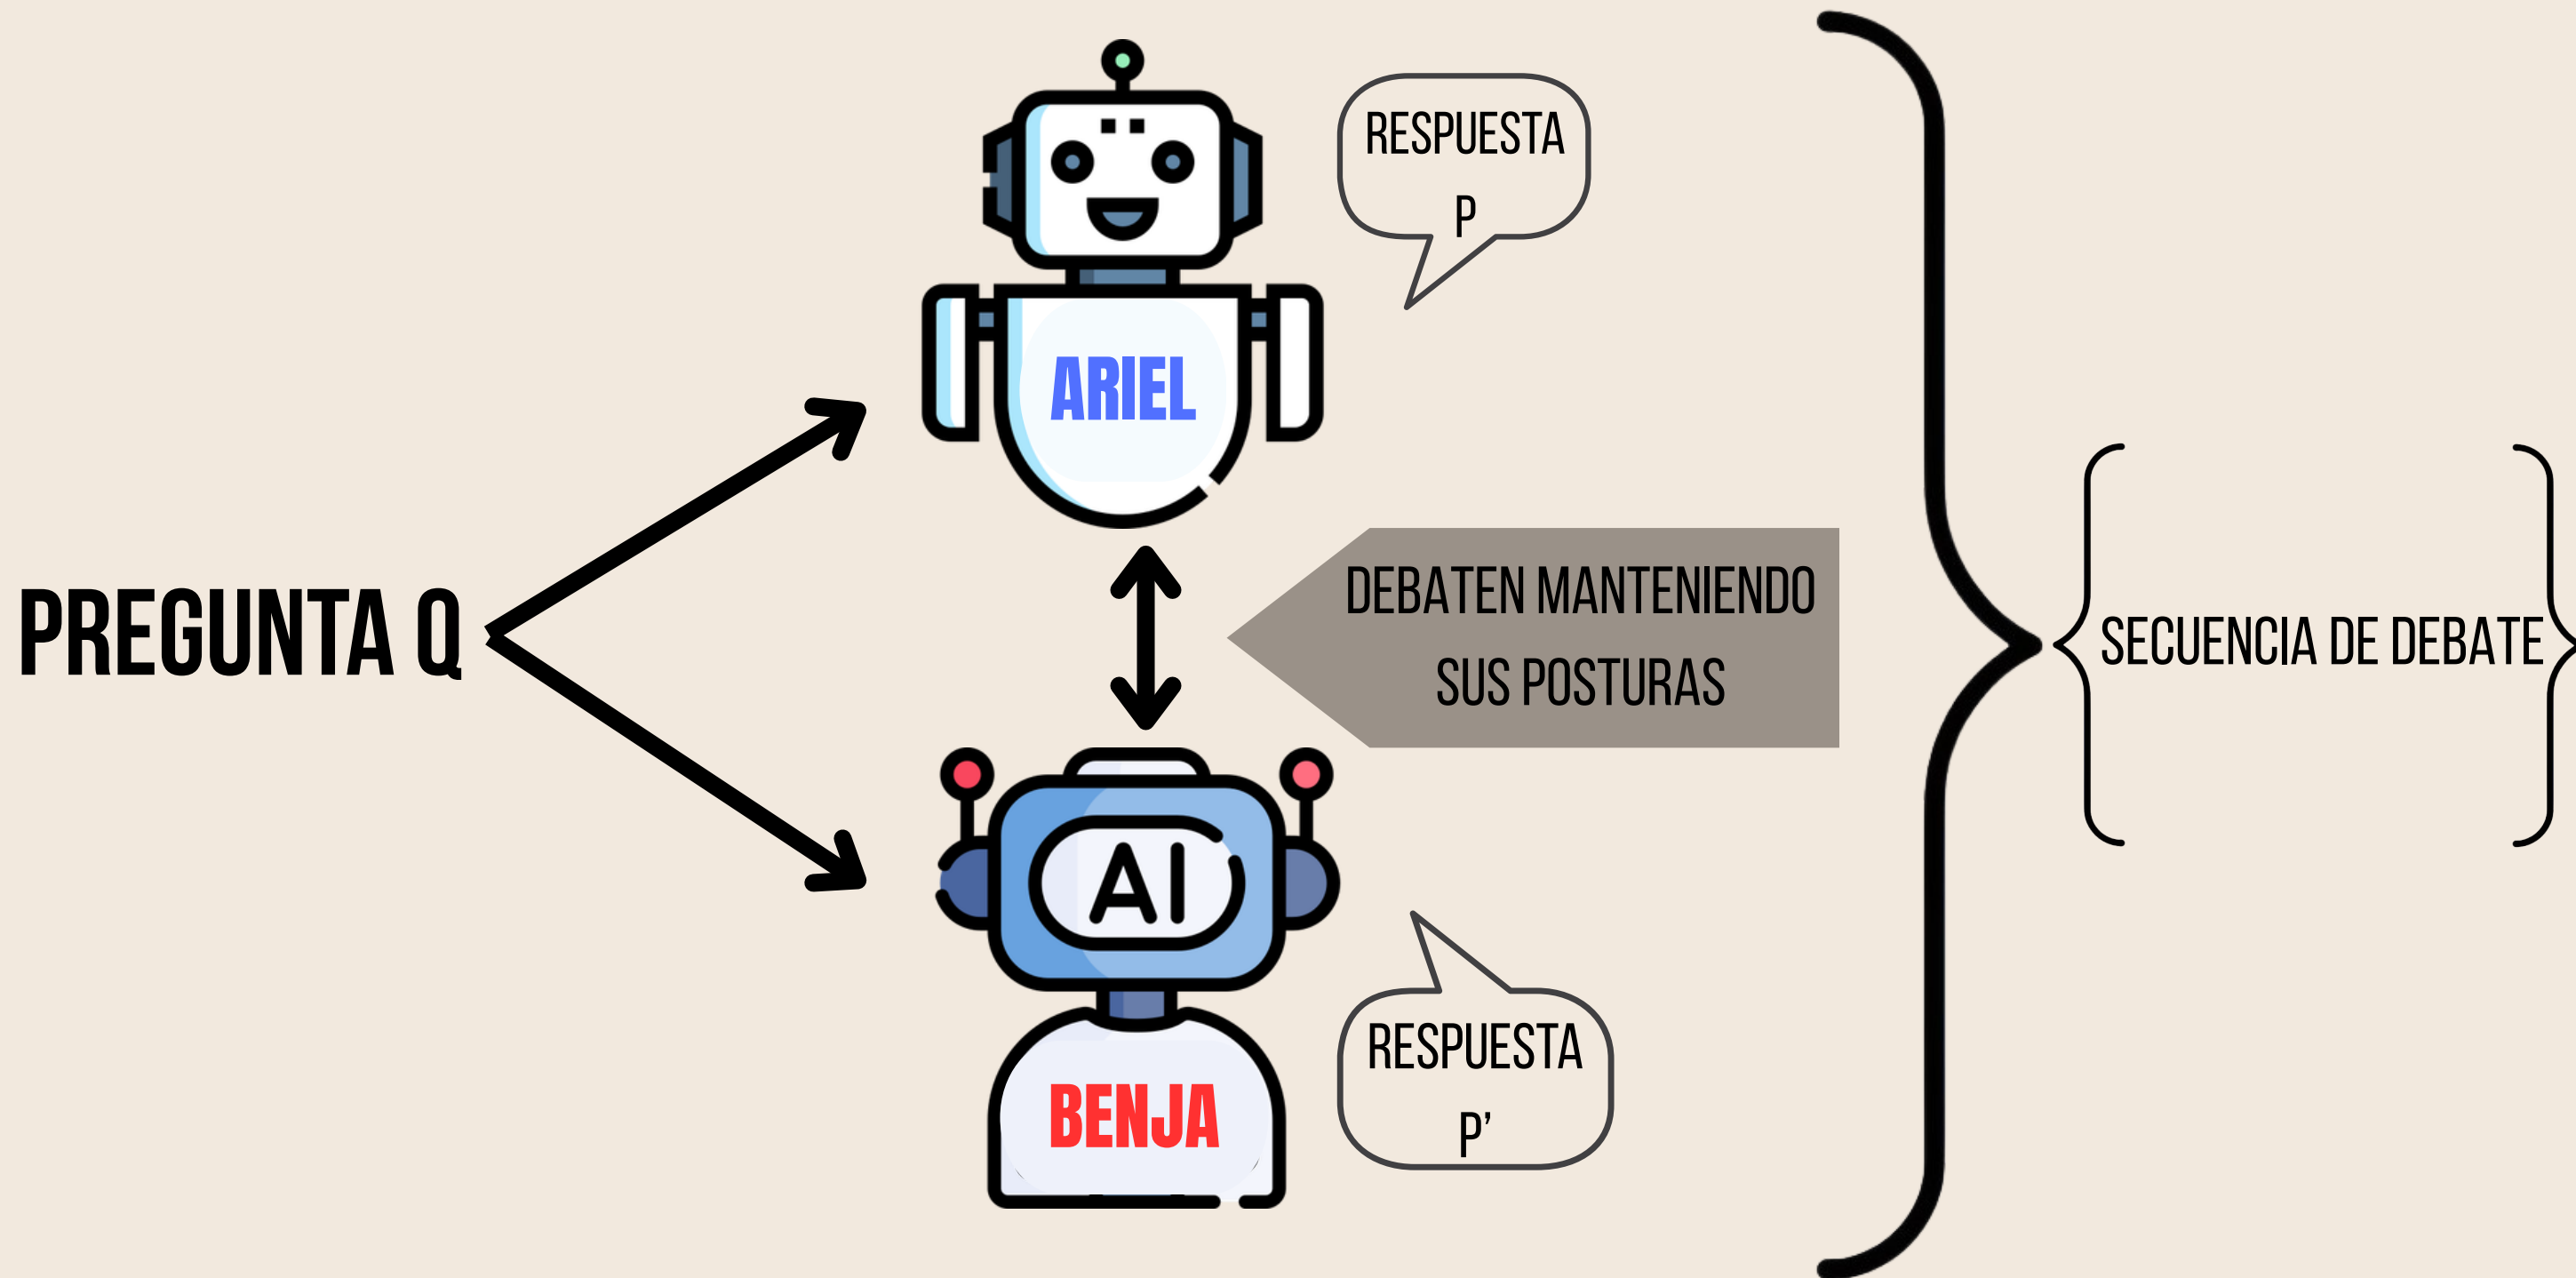 PREGUNTA Q
ARIEL
RESPUESTA
P
DEBATEN MANTENIENDO
SUS POSTURAS
AI
BENJA
RESPUESTA
P’
SECUENCIA DE DEBATE